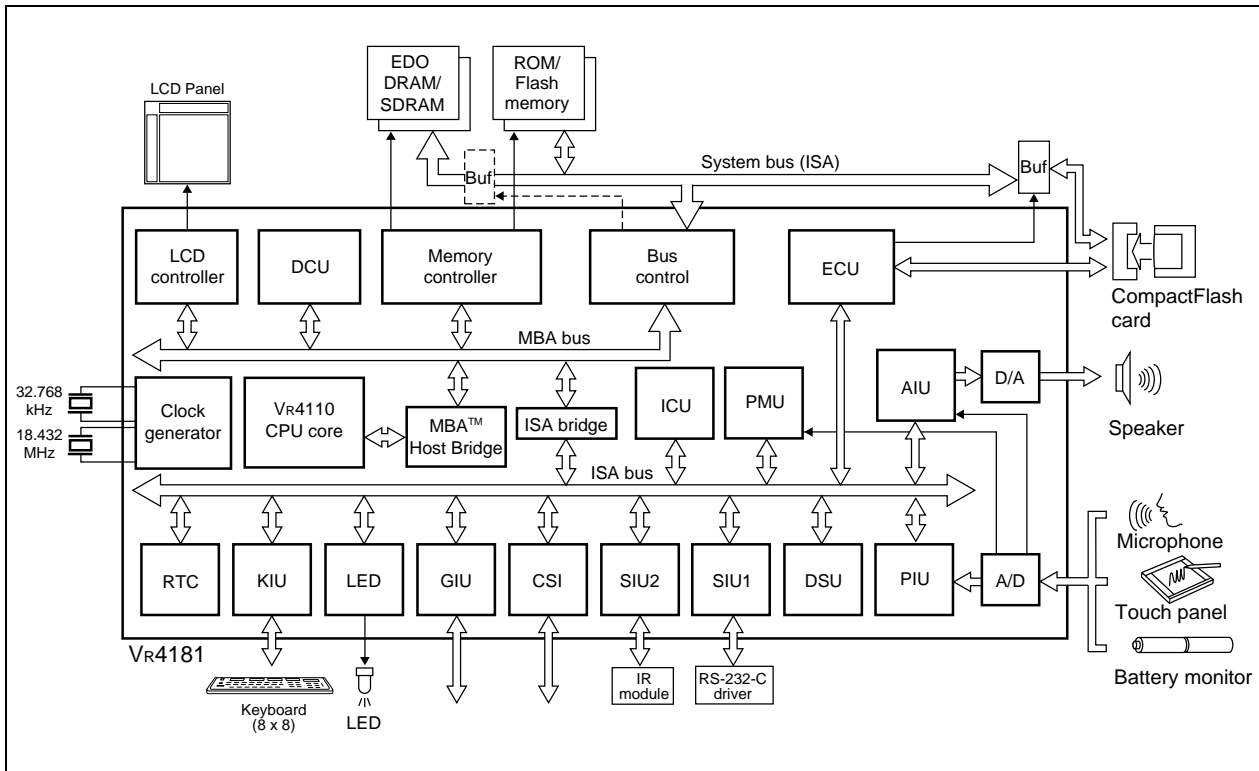 EDO
DRAM/
SDRAM
ROM/
Flash
memory
LCD Panel
System bus (ISA)
Buf
Buf
LCD
controller
DCU
Memory
controller
Bus
control
ECU
CompactFlash
card
MBA bus
32.768
kHz
18.432
MHz
Clock
generator
VR4110
CPU core
MBA™
Host Bridge
ISA bridge
ICU
PMU
AIU
D/A
Speaker
ISA bus
RTC
KIU
LED
GIU
CSI
SIU2
SIU1
DSU
PIU
A/D
Microphone
Touch panel
Battery monitor
VR4181
Keyboard
(8 x 8)
LED
IR
module
RS-232-C
driver